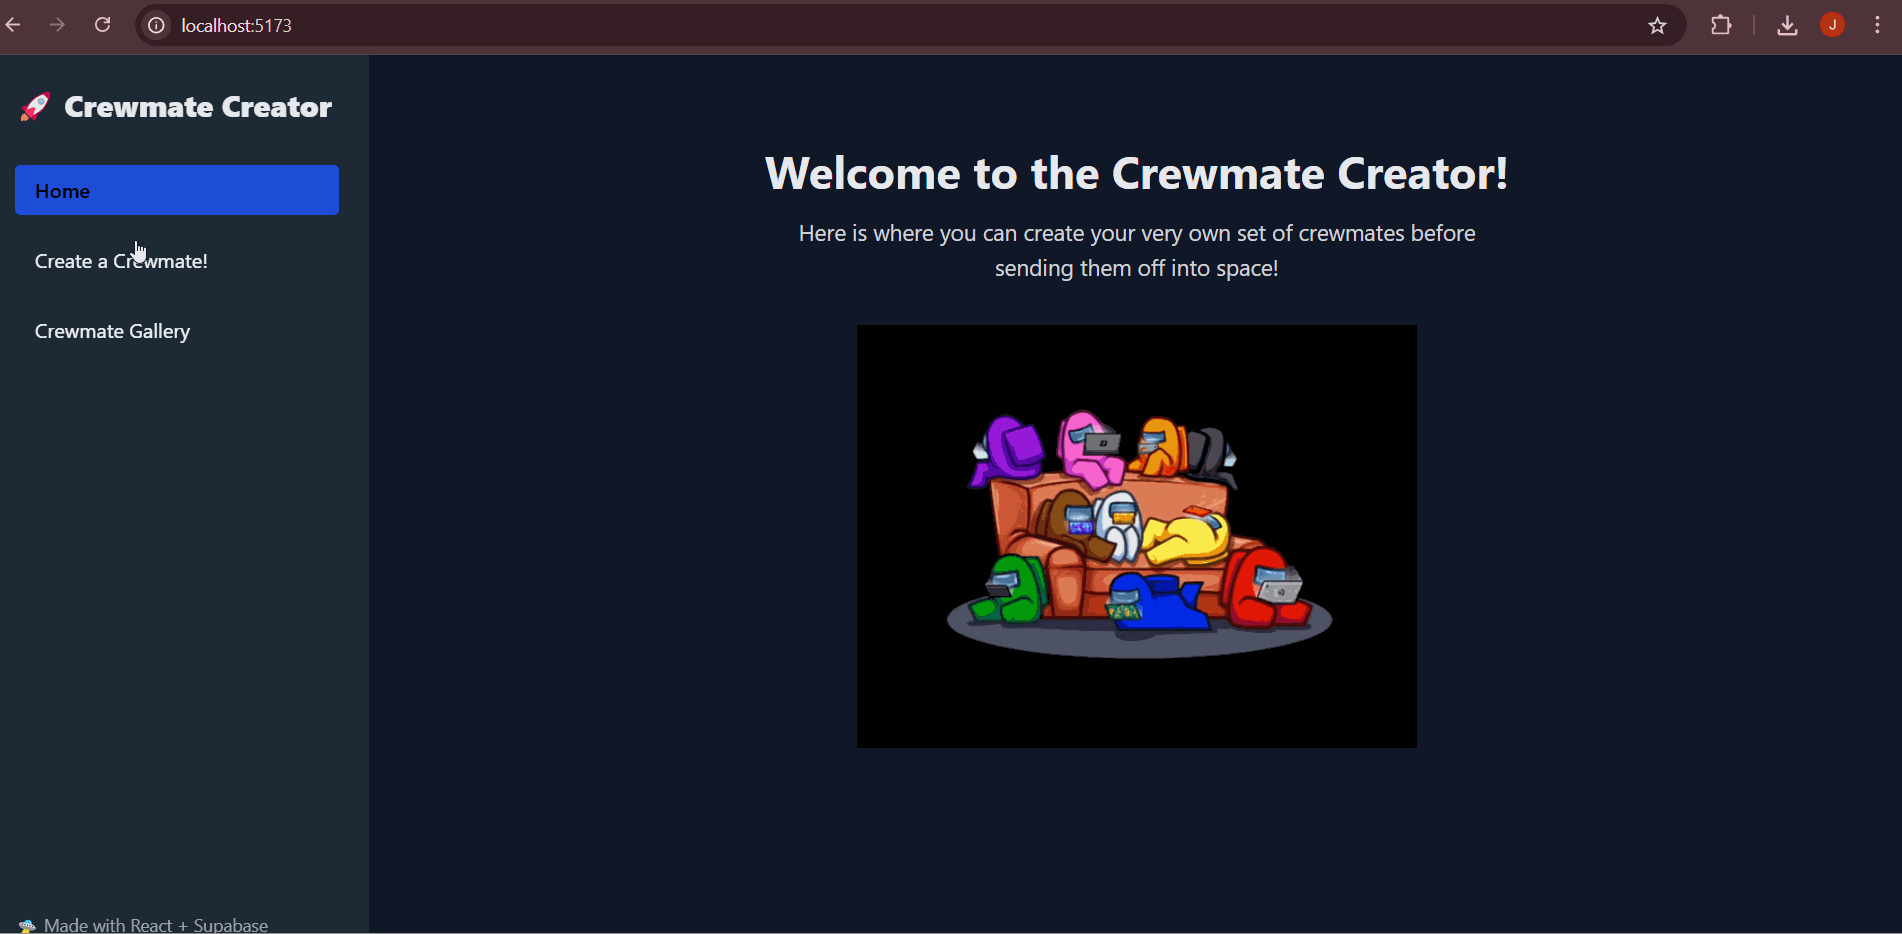 localhost:5173
J
🚀 Crewmate Creator
Home
Create a Crewmate!
Crewmate Gallery
Welcome to the Crewmate Creator!
Here is where you can create your very own set of crewmates before
sending them off into space!
🛸 Made with React + Supabase